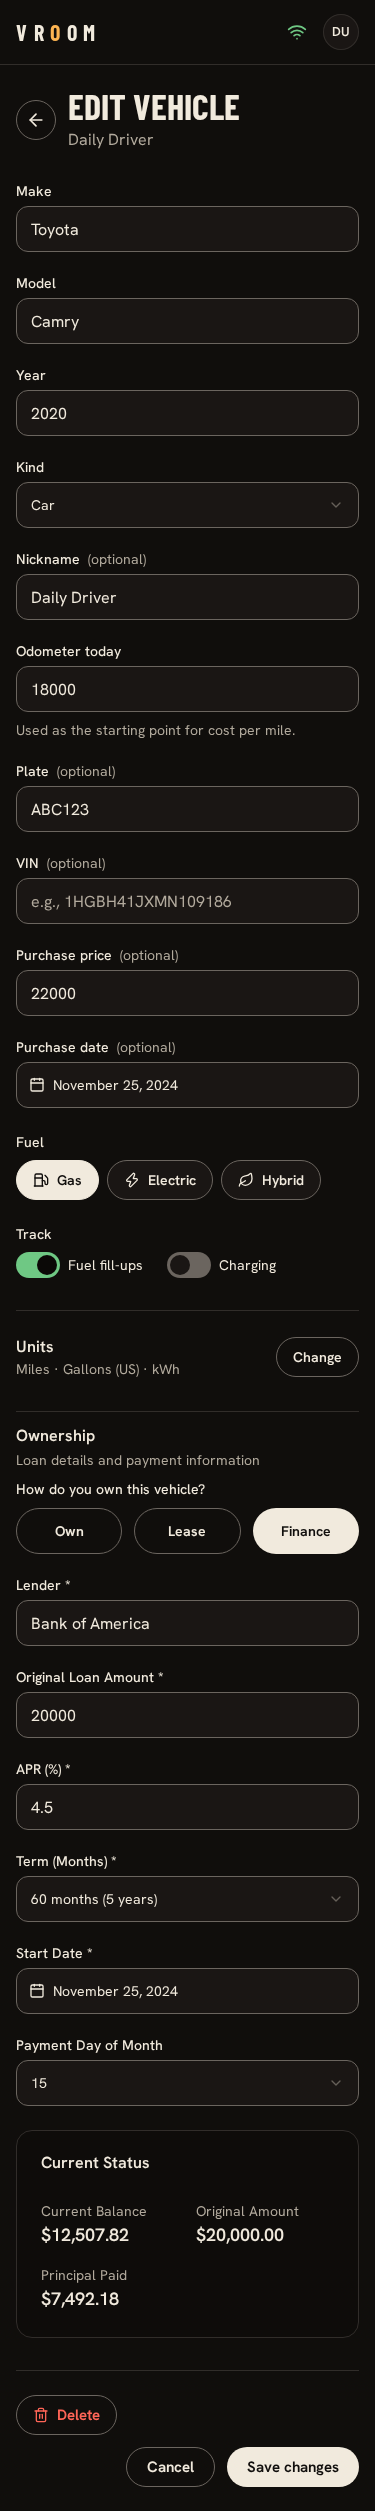 VROOM
DU
EDIT VEHICLE
Daily Driver
Make
Toyota
Model
Camry
Year
2020
Kind
Car
Nickname (optional)
Daily Driver
Odometer today
18000
Used as the starting point for cost per mile.
Plate (optional)
ABC123
VIN (optional)
e.g., 1HGBH41JXMN109186
Purchase price (optional)
22000
Purchase date (optional)
November 25, 2024
Fuel
Gas Electric Hybrid
Track
Fuel fill-ups Charging
Units
Miles · Gallons (US) · kWh
Change
Ownership
Loan details and payment information
How do you own this vehicle?
Own Lease Finance
Lender *
Bank of America
Original Loan Amount *
20000
APR (%) *
4.5
Term (Months) *
60 months (5 years)
Start Date *
November 25, 2024
Payment Day of Month
15
Current Status
Current Balance Original Amount
$12,507.82 $20,000.00
Principal Paid
$7,492.18
Delete
Cancel Save changes